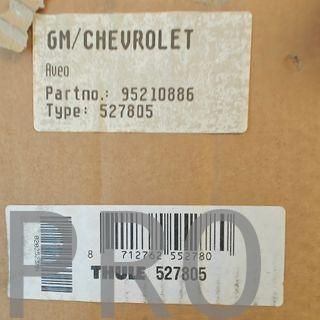 GM/CHEVROLET
Aveo
Partno.: 95210886
Type: 527805
PRO
8 712762 552780
THULE 527805